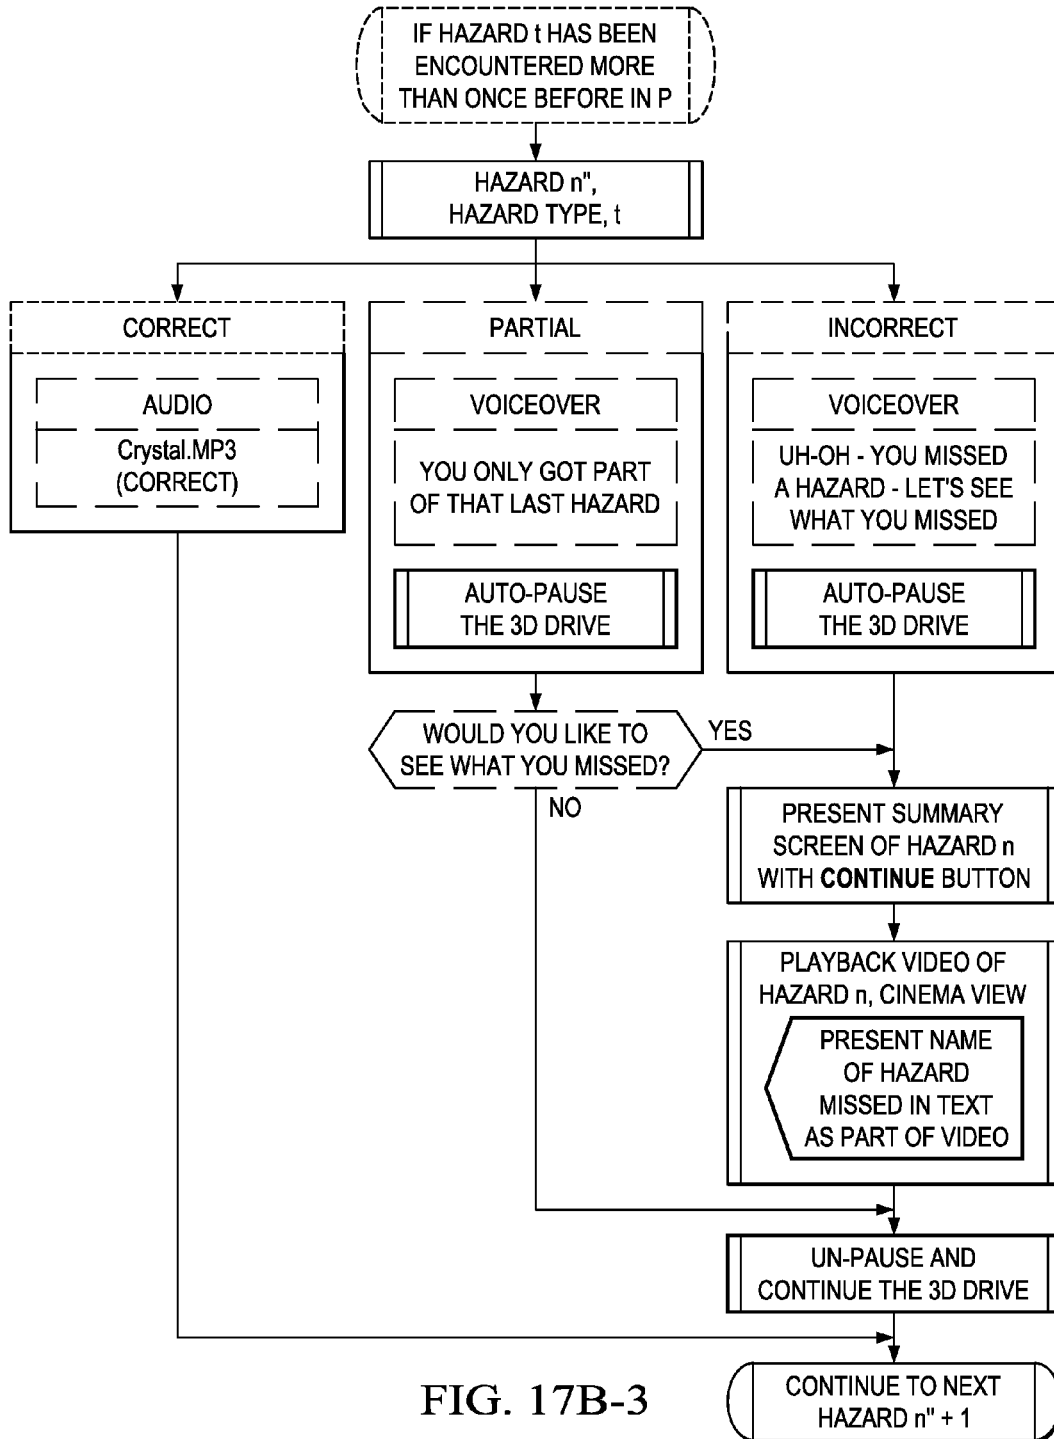 IF HAZARD t HAS BEEN
ENCOUNTERED MORE
THAN ONCE BEFORE IN P
HAZARD n",
HAZARD TYPE, t
CORRECT
AUDIO
Crystal.MP3
(CORRECT)
PARTIAL
VOICEOVER
YOU ONLY GOT PART
OF THAT LAST HAZARD
AUTO-PAUSE
THE 3D DRIVE
INCORRECT
VOICEOVER
UH-OH - YOU MISSED
A HAZARD - LET'S SEE
WHAT YOU MISSED
AUTO-PAUSE
THE 3D DRIVE
WOULD YOU LIKE TO
SEE WHAT YOU MISSED?
YES
NO
PRESENT SUMMARY
SCREEN OF HAZARD n
WITH CONTINUE BUTTON
PLAYBACK VIDEO OF
HAZARD n, CINEMA VIEW
PRESENT NAME
OF HAZARD
MISSED IN TEXT
AS PART OF VIDEO
UN-PAUSE AND
CONTINUE THE 3D DRIVE
CONTINUE TO NEXT
HAZARD n" + 1
FIG. 17B-3